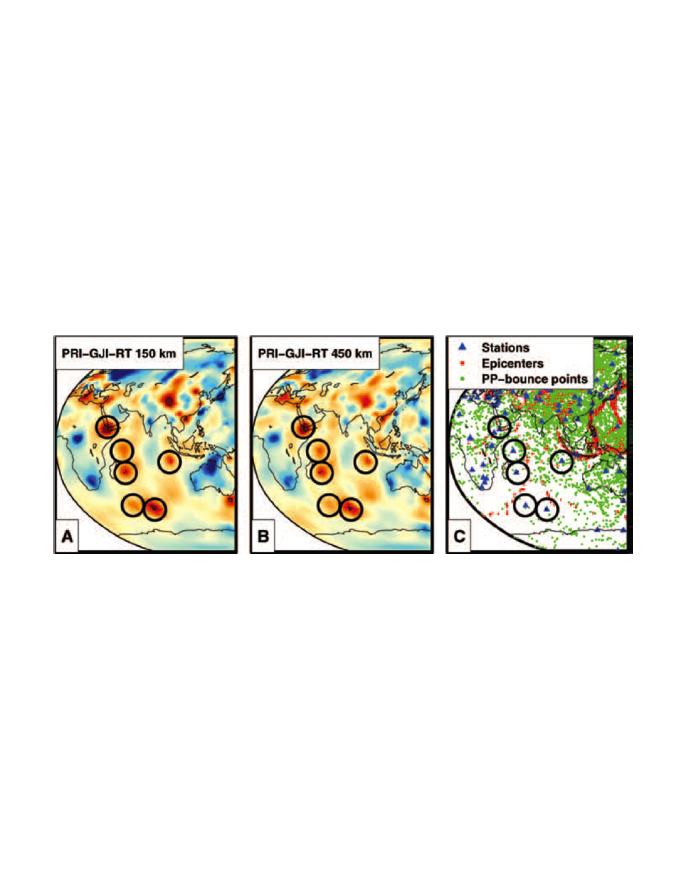 PRI-GJI-RT 150 km
A
PRI-GJI-RT 450 km
B
Stations
Epicenters
PP-bounce points
C